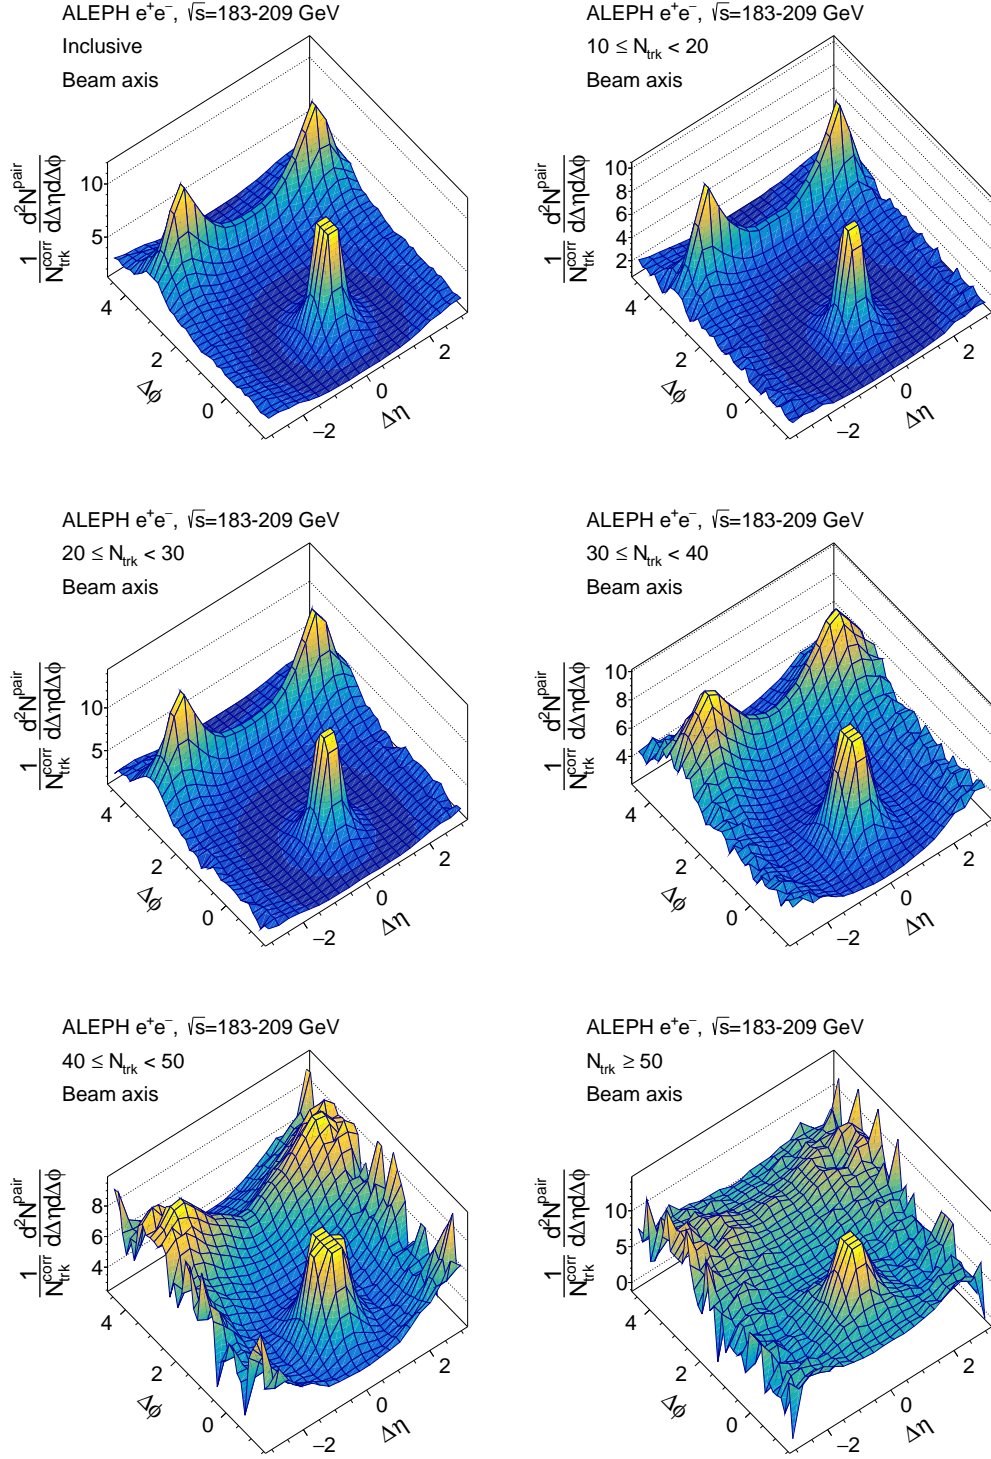 ALEPH e⁺e⁻, √s=183-209 GeV
Inclusive
Beam axis
1/N_trk^corr d²N^pair/dΔηdΔϕ
10
5
4
2
0
Δϕ
−2
0
2
Δη
ALEPH e⁺e⁻, √s=183-209 GeV
10 ≤ N_trk < 20
Beam axis
1/N_trk^corr d²N^pair/dΔηdΔϕ
10
8
6
4
2
4
2
0
Δϕ
−2
0
2
Δη
ALEPH e⁺e⁻, √s=183-209 GeV
20 ≤ N_trk < 30
Beam axis
1/N_trk^corr d²N^pair/dΔηdΔϕ
10
5
4
2
0
Δϕ
−2
0
2
Δη
ALEPH e⁺e⁻, √s=183-209 GeV
30 ≤ N_trk < 40
Beam axis
1/N_trk^corr d²N^pair/dΔηdΔϕ
10
8
6
4
4
2
0
Δϕ
−2
0
2
Δη
ALEPH e⁺e⁻, √s=183-209 GeV
40 ≤ N_trk < 50
Beam axis
1/N_trk^corr d²N^pair/dΔηdΔϕ
8
6
4
4
2
0
Δϕ
−2
0
2
Δη
ALEPH e⁺e⁻, √s=183-209 GeV
N_trk ≥ 50
Beam axis
1/N_trk^corr d²N^pair/dΔηdΔϕ
10
5
0
4
2
0
Δϕ
−2
0
2
Δη